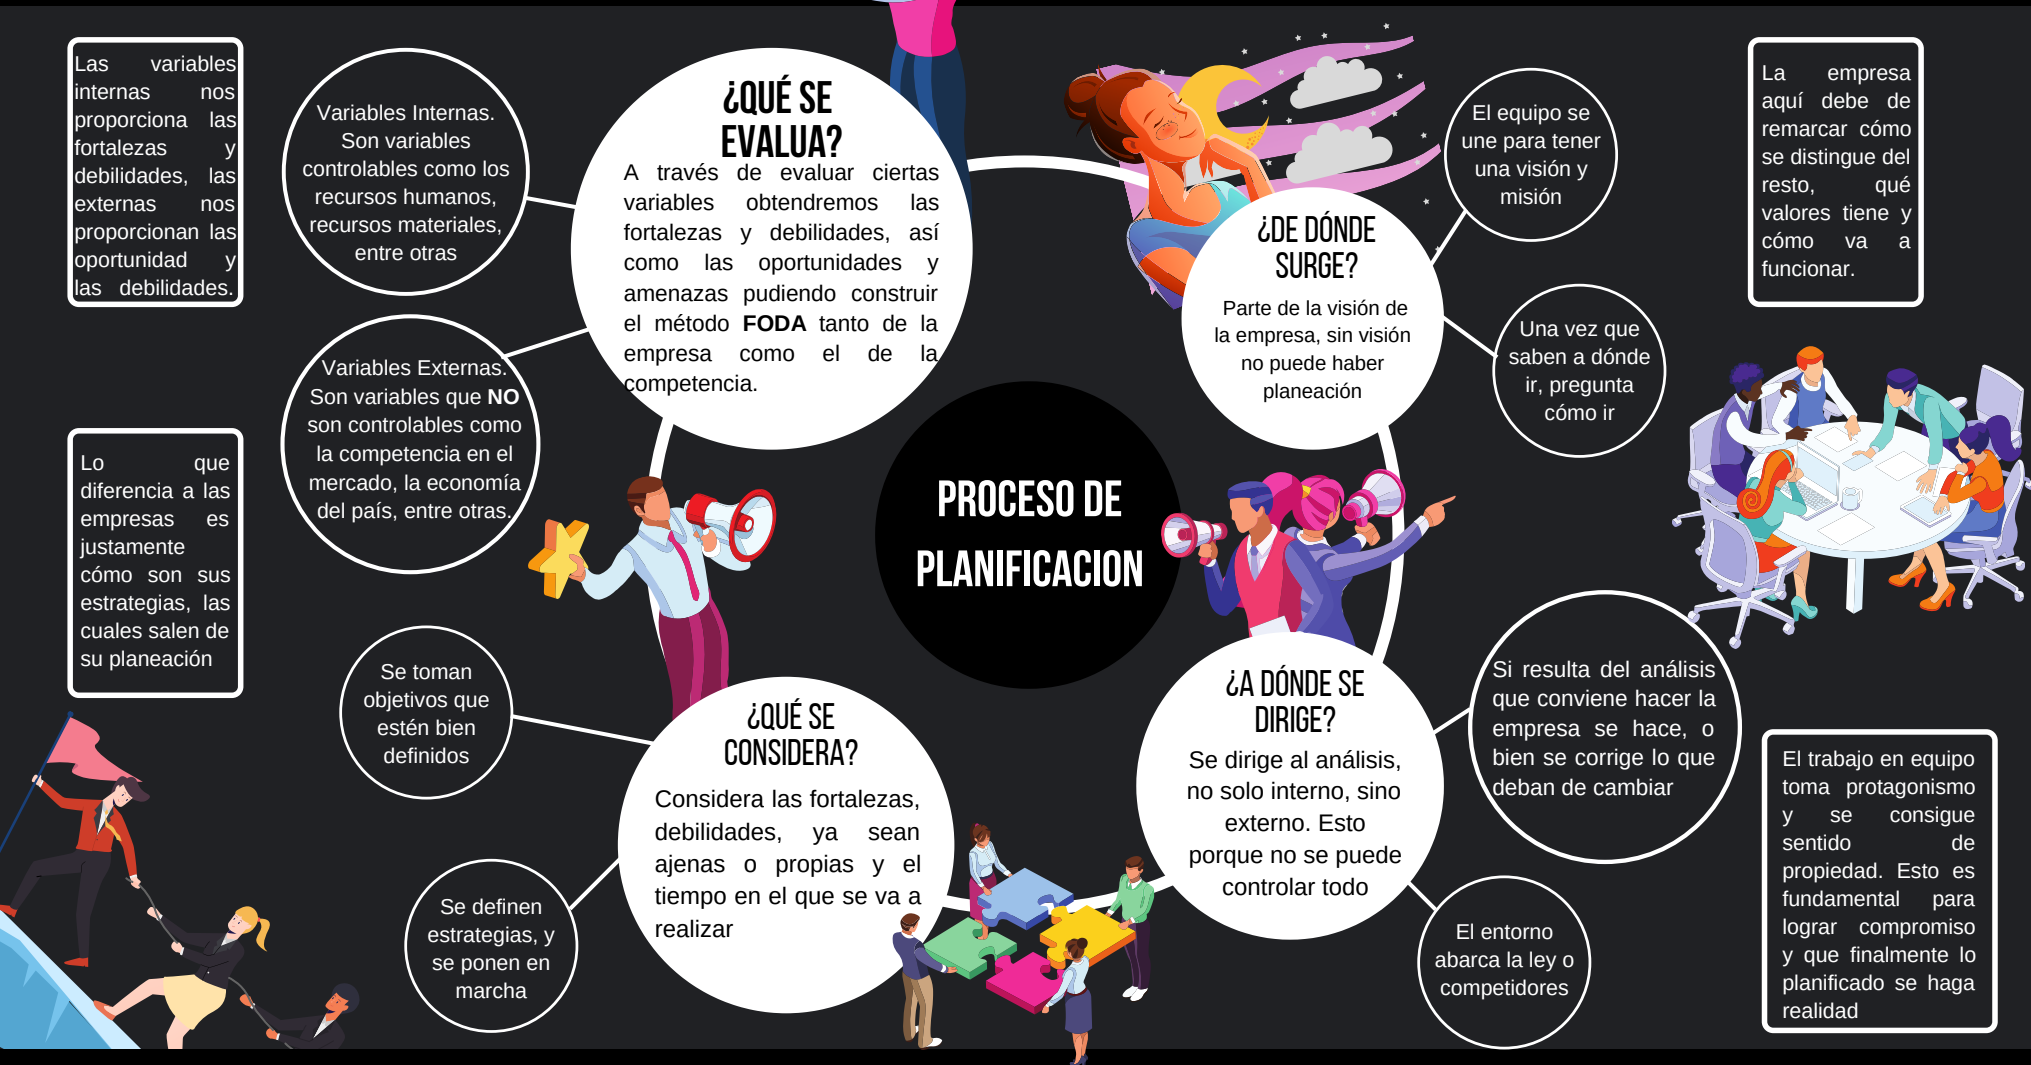 Las variables
internas nos
proporciona las
fortalezas y
debilidades, las
externas nos
proporcionan las
oportunidad y
las debilidades.
Variables Internas.
Son variables
controlables como los
recursos humanos,
recursos materiales,
entre otras
¿QUÉ SE
EVALUA?
A través de evaluar ciertas
variables obtendremos las
fortalezas y debilidades, así
como las oportunidades y
amenazas pudiendo construir
el método FODA tanto de la
empresa como el de la
competencia.
¿DE DÓNDE
SURGE?
Parte de la visión de
la empresa, sin visión
no puede haber
planeación
El equipo se
une para tener
una visión y
misión
La empresa
aquí debe de
remarcar cómo
se distingue del
resto, qué
valores tiene y
cómo va a
funcionar.
Una vez que
saben a dónde
ir, pregunta
cómo ir
Variables Externas.
Son variables que NO
son controlables como
la competencia en el
mercado, la economía
del país, entre otras.
Lo que
diferencia a las
empresas es
justamente
cómo son sus
estrategias, las
cuales salen de
su planeación
PROCESO DE
PLANIFICACION
Se toman
objetivos que
estén bien
definidos
¿QUÉ SE
CONSIDERA?
Considera las fortalezas,
debilidades, ya sean
ajenas o propias y el
tiempo en el que se va a
realizar
Se definen
estrategias, y
se ponen en
marcha
¿A DÓNDE SE
DIRIGE?
Se dirige al análisis,
no solo interno, sino
externo. Esto
porque no se puede
controlar todo
Si resulta del análisis
que conviene hacer la
empresa se hace, o
bien se corrige lo que
deban de cambiar
El entorno
abarca la ley o
competidores
El trabajo en equipo
toma protagonismo
y se consigue
sentido de
propiedad. Esto es
fundamental para
lograr compromiso
y que finalmente lo
planificado se haga
realidad